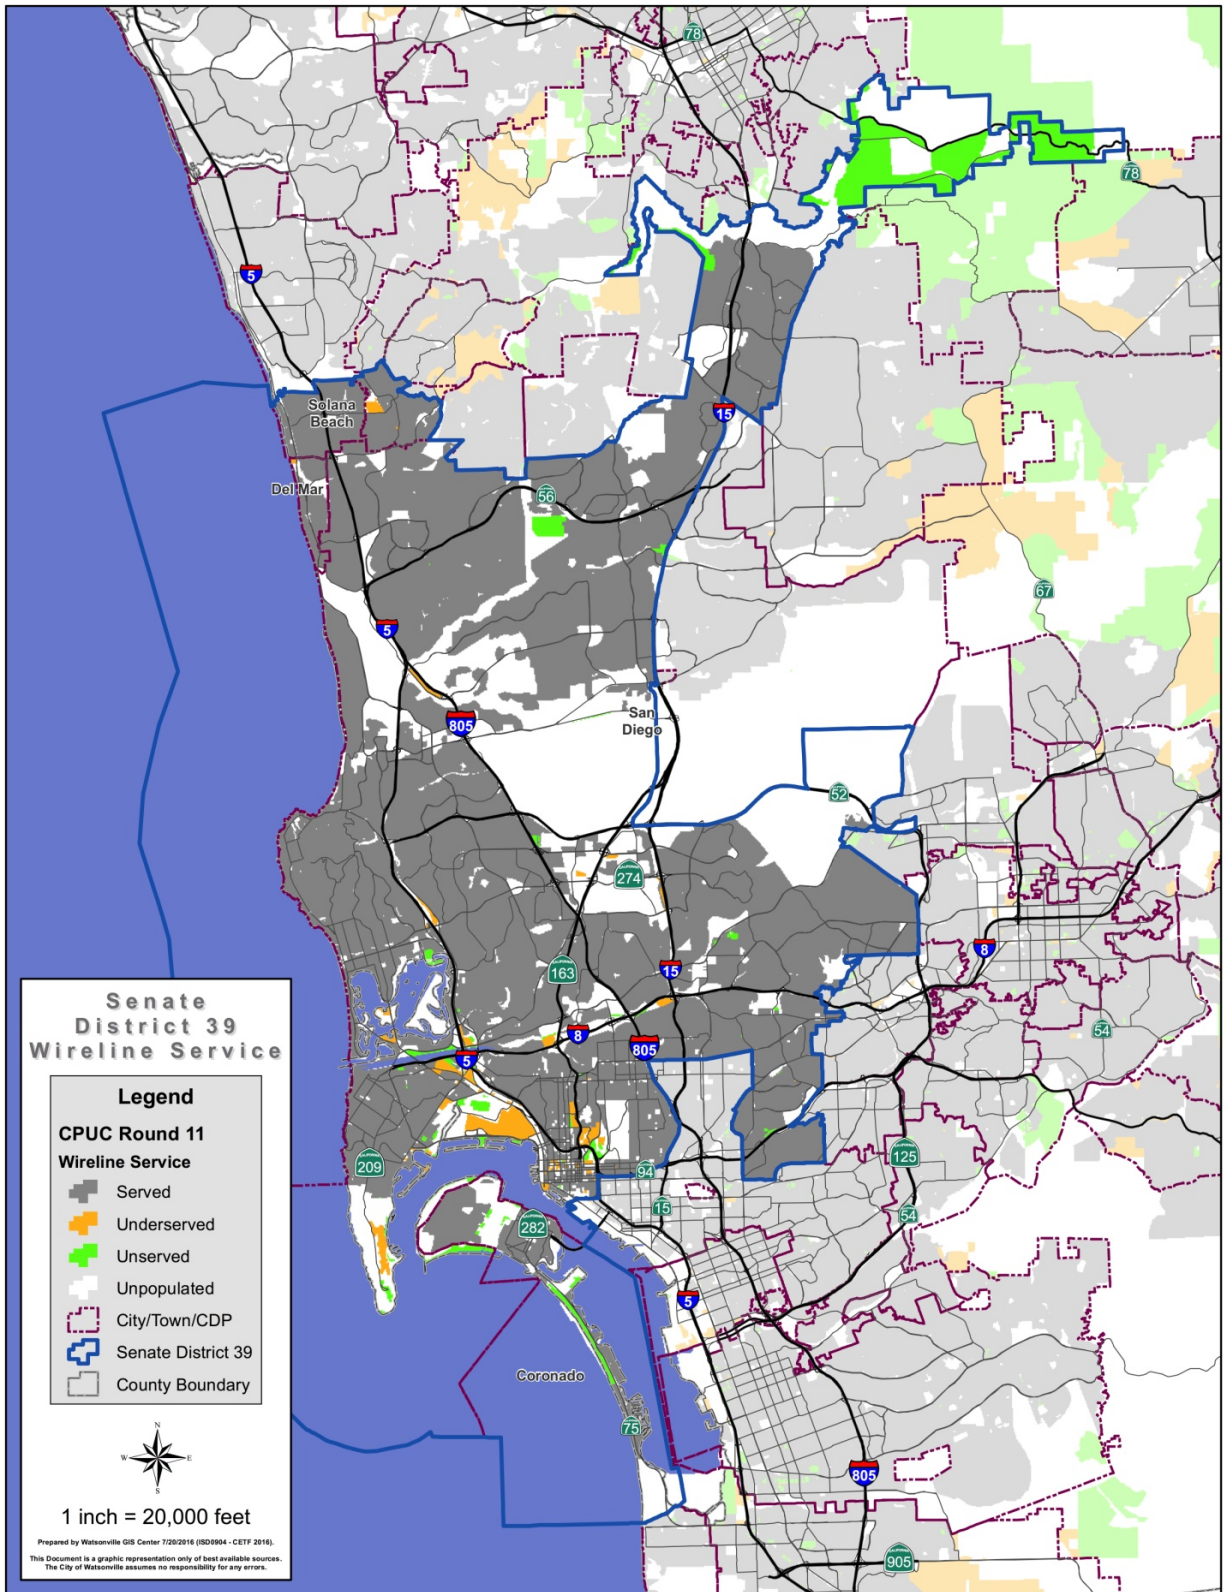 78
78
5
Solana
Beach
15
Del Mar
56
67
5
San
Diego
805
52
274
8
163
15
54
8
805
5
209
94
125
15
282
54
5
Coronado
75
805
905
Senate
District 39
Wireline Service
Legend
CPUC Round 11
Wireline Service
Served
Underserved
Unserved
Unpopulated
City/Town/CDP
Senate District 39
County Boundary
N
W E
S
1 inch = 20,000 feet
Prepared by Watsonville GIS Center 7/20/2016 (ISD0904 - CETF 2016).
This Document is a graphic representation only of best available sources.
The City of Watsonville assumes no responsibility for any errors.